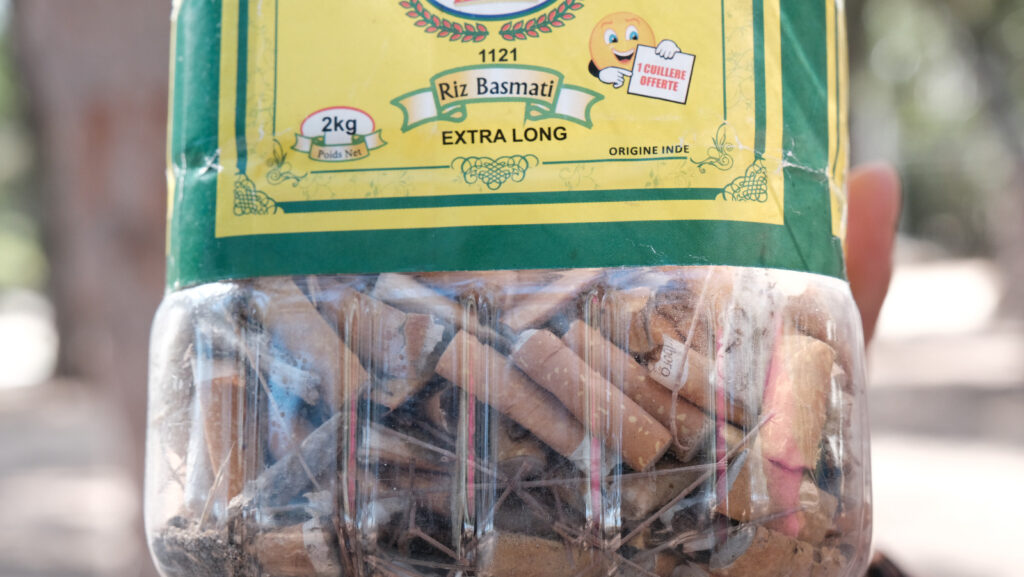 1121
Riz Basmati
EXTRA LONG
2kg
Poids Net
1 CUILLERE
OFFERTE
ORIGINE INDE